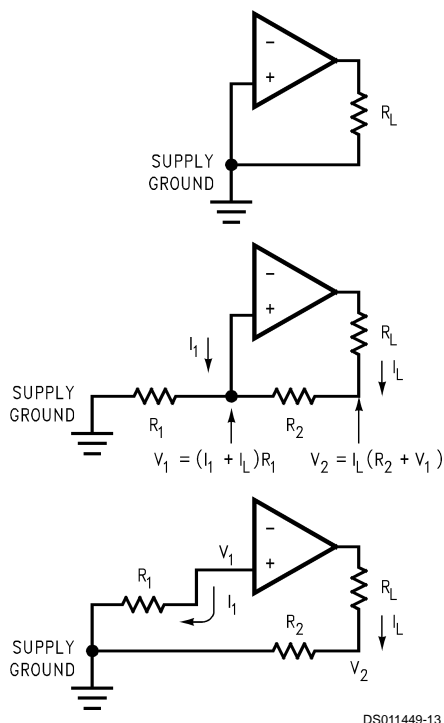 −
+
R_L
SUPPLY
GROUND
−
+
I_1
R_L
I_L
SUPPLY
GROUND
R_1
R_2
V_1 = (I_1 + I_L)R_1
V_2 = I_L(R_2 + V_1)
−
+
V_1
R_1
I_1
R_L
I_L
R_2
SUPPLY
GROUND
V_2
DS011449-13